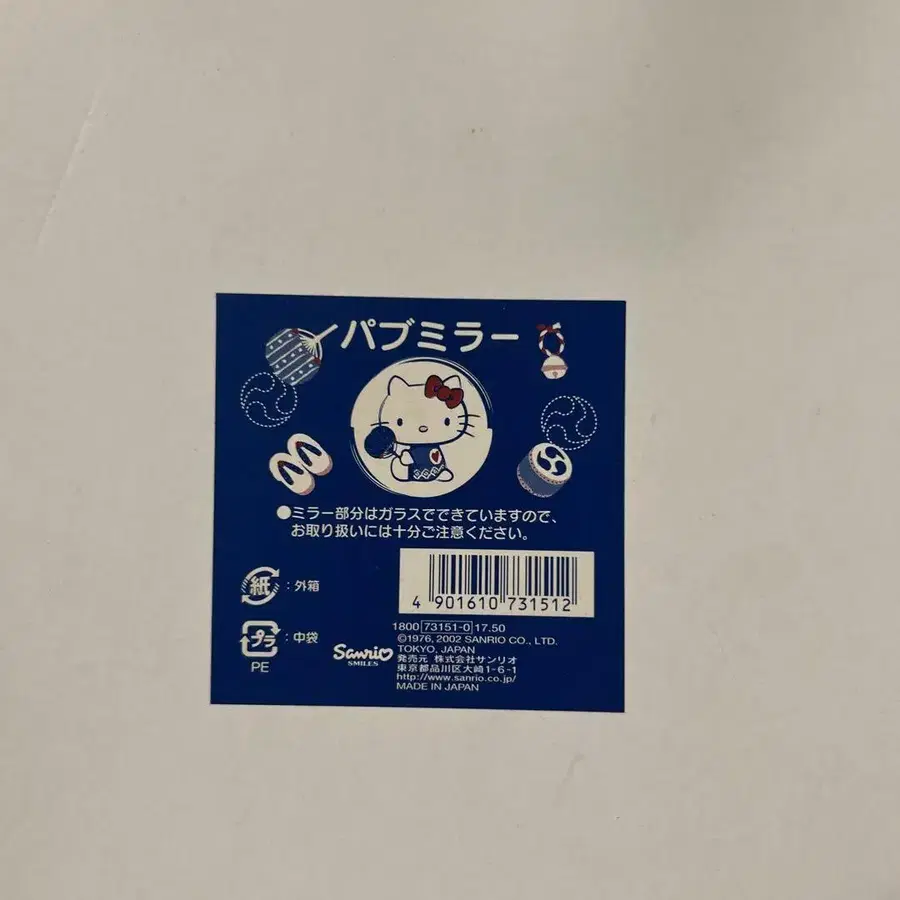 パブミラー
●ミラー部分はガラスでできていますので、
お取り扱いには十分ご注意ください。
紙：外箱
プラ：中袋
PE
Sanrio
SMILES
4 901610 731512
1800 73151-0 17.50
©1976, 2002 SANRIO CO., LTD.
TOKYO, JAPAN
発売元 株式会社サンリオ
東京都品川区大崎1-6-1
http://www.sanrio.co.jp/
MADE IN JAPAN